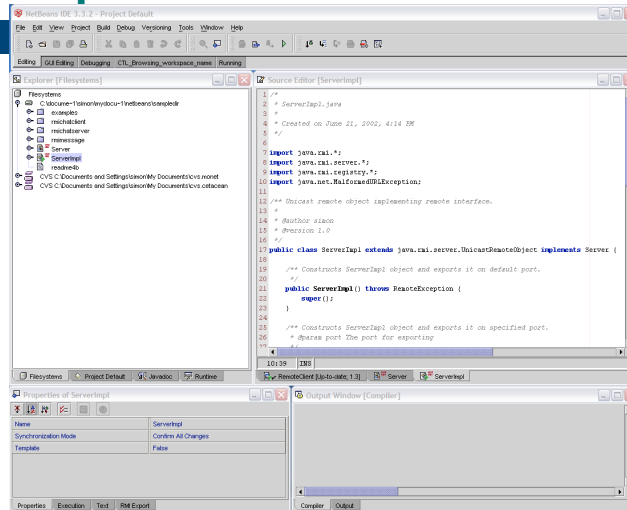 NetBeans IDE 3.3.2 - Project Default
File Edit View Project Build Debug Versioning Tools Window Help
Editing GUI Editing Debugging CTL_Browsing_workspace_name Running
Explorer [Filesystems]
Filesystems
C:\docume~1\simon\mydocu~1\netbeans\sampledir
examples
rmichatclient
rmichatserver
rmimessage
Server
ServerImpl
readme4b
CVS C:\Documents and Settings\simon\My Documents\cvs.monet
CVS C:\Documents and Settings\simon\My Documents\cvs.cetacean
Filesystems Project Default Javadoc Runtime
Source Editor [ServerImpl]
1 /*
2 * ServerImpl.java
3 *
4 * Created on June 21, 2002, 4:14 PM
5 */
6
7 import java.rmi.*;
8 import java.rmi.server.*;
9 import java.rmi.registry.*;
10 import java.net.MalformedURLException;
11
12 /** Unicast remote object implementing remote interface.
13 *
14 * @author simon
15 * @version 1.0
16 */
17 public class ServerImpl extends java.rmi.server.UnicastRemoteObject implements Server {
18
19 /** Constructs ServerImpl object and exports it on default port.
20 */
21 public ServerImpl() throws RemoteException {
22 super();
23 }
24
25 /** Constructs ServerImpl object and exports it on specified port.
26 * @param port The port for exporting
27 */
10:39 INS
RemoteClient [Up-to-date; 1.3] Server ServerImpl
Properties of ServerImpl
Name ServerImpl
Synchronization Mode Confirm All Changes
Template False
Properties Execution Text RMI Export
Output Window [Compiler]
Compiler Output